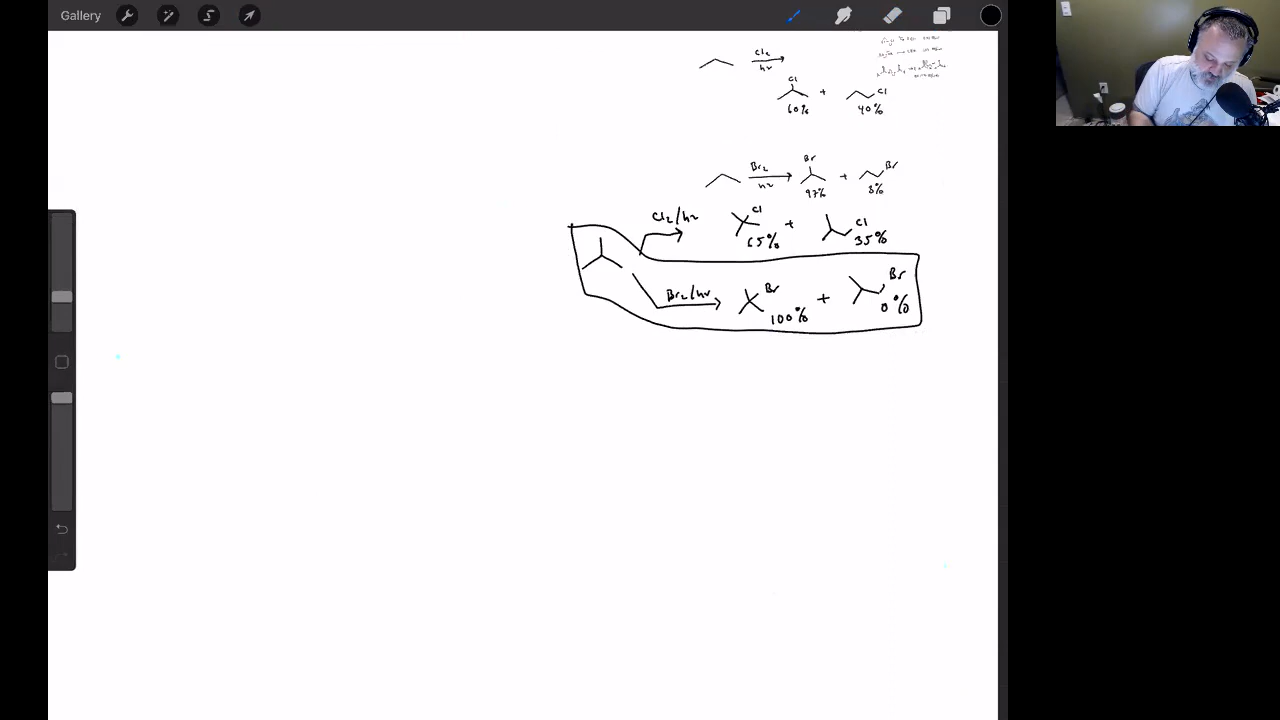 Gallery
Cl2
hν
Cl
+ Cl
60% 40%
Br2 Br + Br
hν 97% 3%
Cl2/hν Cl + Cl
65% 35%
Br2/hν Br + Br
100% 0%